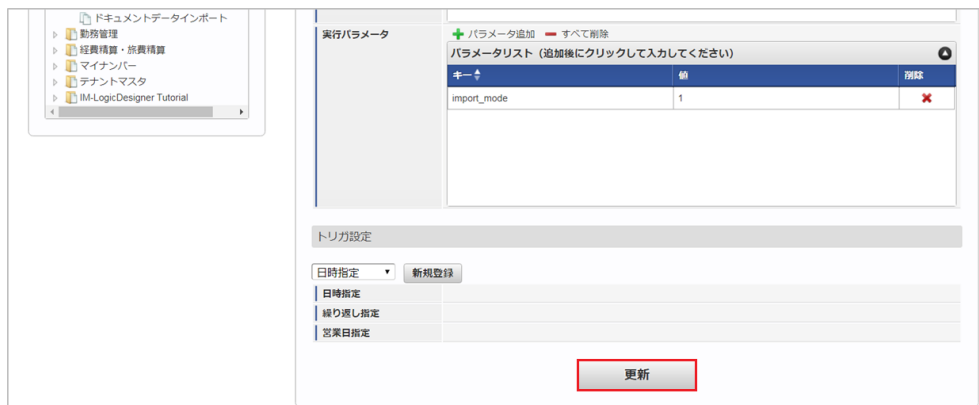 ドキュメントデータインポート
勤務管理
経費精算・旅費精算
マイナンバー
テナントマスタ
IM-LogicDesigner Tutorial
実行パラメータ
パラメータ追加 すべて削除
パラメータリスト（追加後にクリックして入力してください）
キー 値 削除
import_mode 1
トリガ設定
日時指定 新規登録
日時指定
繰り返し指定
営業日指定
更新